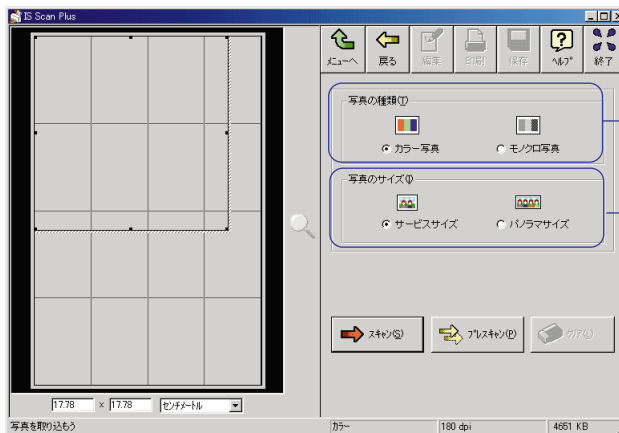 IS Scan Plus
メニューへ 戻る 編集 印刷 保存 ヘルプ 終了
写真の種類(T)
カラー写真 モノクロ写真
写真のサイズ(I)
サービスサイズ パノラマサイズ
スキャン(S) プレスキャン(P) クリア(L)
17.78 x 17.78 センチメートル
写真を取り込もう カラー 180 dpi 4651 KB